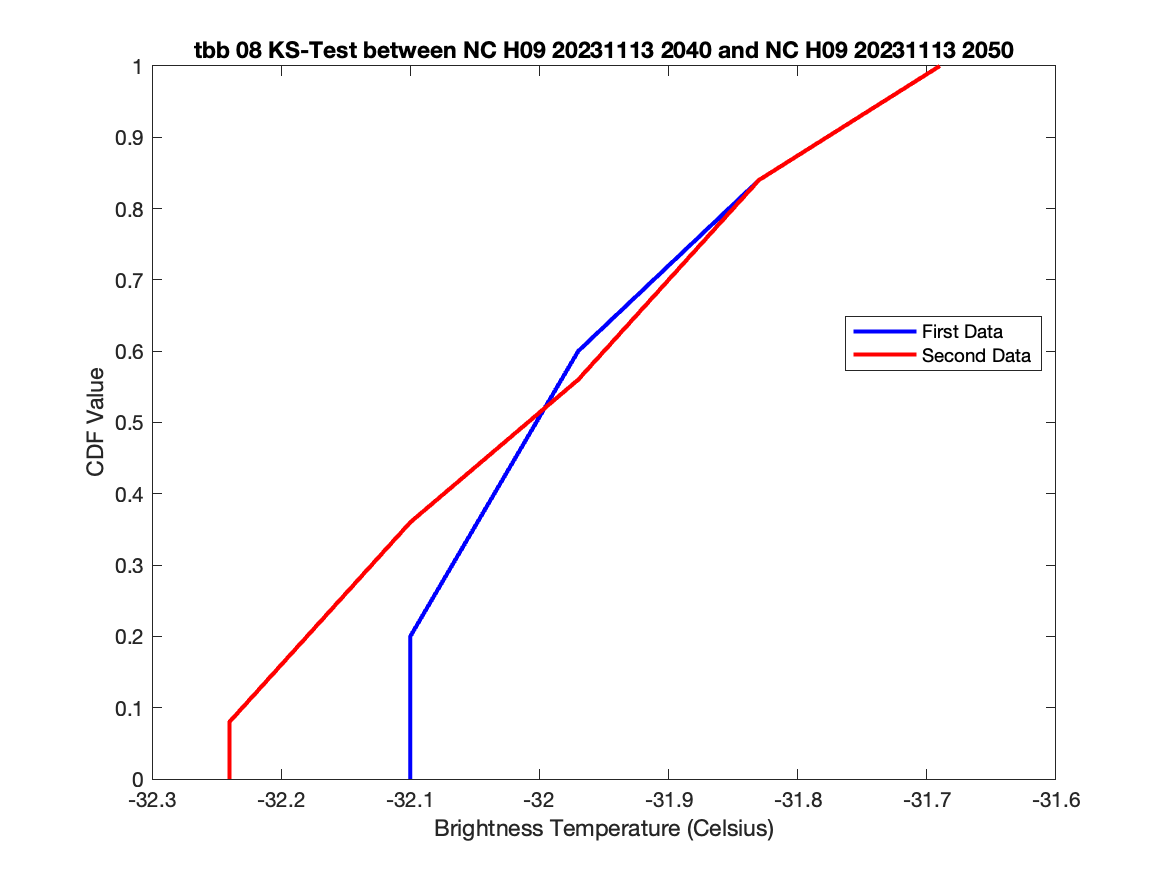 tbb 08 KS-Test between NC H09 20231113 2040 and NC H09 20231113 2050
1
0.9
0.8
0.7
0.6
0.5
0.4
0.3
0.2
0.1
0
CDF Value
First Data
Second Data
-32.3 -32.2 -32.1 -32 -31.9 -31.8 -31.7 -31.6
Brightness Temperature (Celsius)